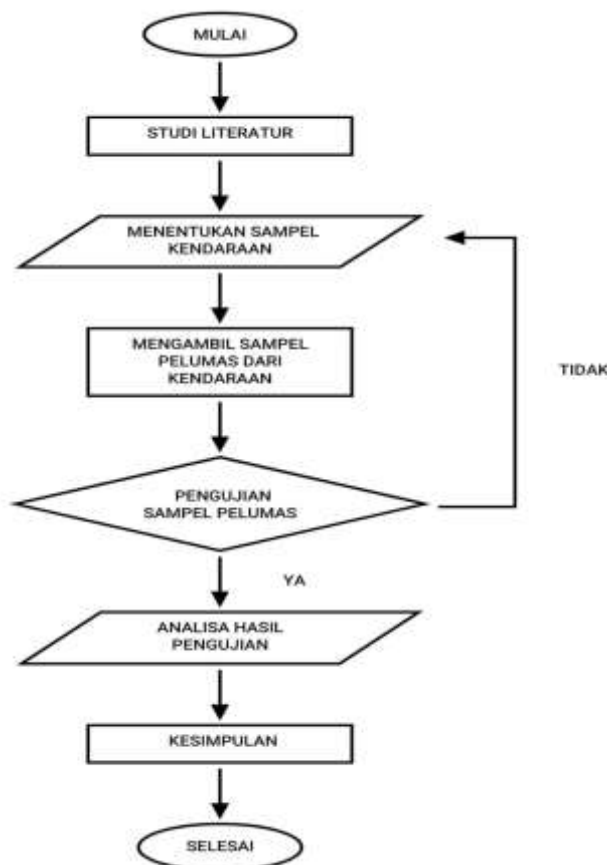 MULAI
STUDI LITERATUR
MENENTUKAN SAMPEL
KENDARAAN
MENGAMBIL SAMPEL
PELUMAS DARI
KENDARAAN
TIDAK
PENGUJIAN
SAMPEL PELUMAS
YA
ANALISA HASIL
PENGUJIAN
KESIMPULAN
SELESAI